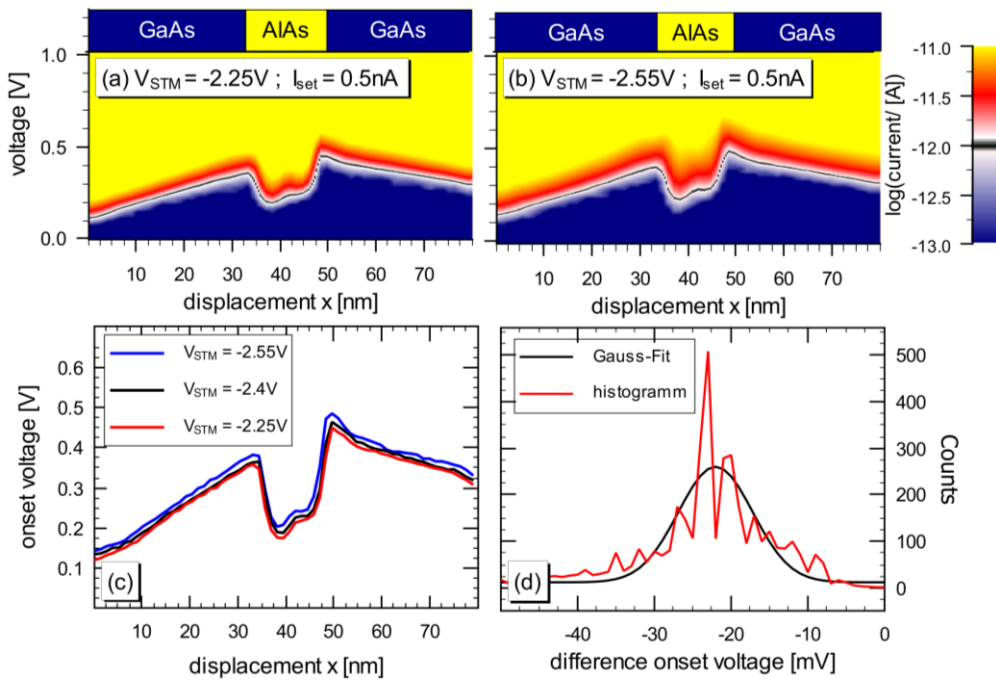 GaAs AlAs GaAs
GaAs AlAs GaAs
(a) V_STM = -2.25V ; I_set = 0.5nA
(b) V_STM = -2.55V ; I_set = 0.5nA
voltage [V]
1.0
0.5
0.0
10 20 30 40 50 60 70
displacement x [nm]
10 20 30 40 50 60 70
displacement x [nm]
log(current/ [A])
-11.0
-11.5
-12.0
-12.5
-13.0
V_STM = -2.55V
V_STM = -2.4V
V_STM = -2.25V
onset voltage [V]
0.6
0.5
0.4
0.3
0.2
0.1
(c)
10 20 30 40 50 60 70
displacement x [nm]
Gauss-Fit
histogramm
500
400
300
200
100
0
Counts
(d)
-40 -30 -20 -10 0
difference onset voltage [mV]